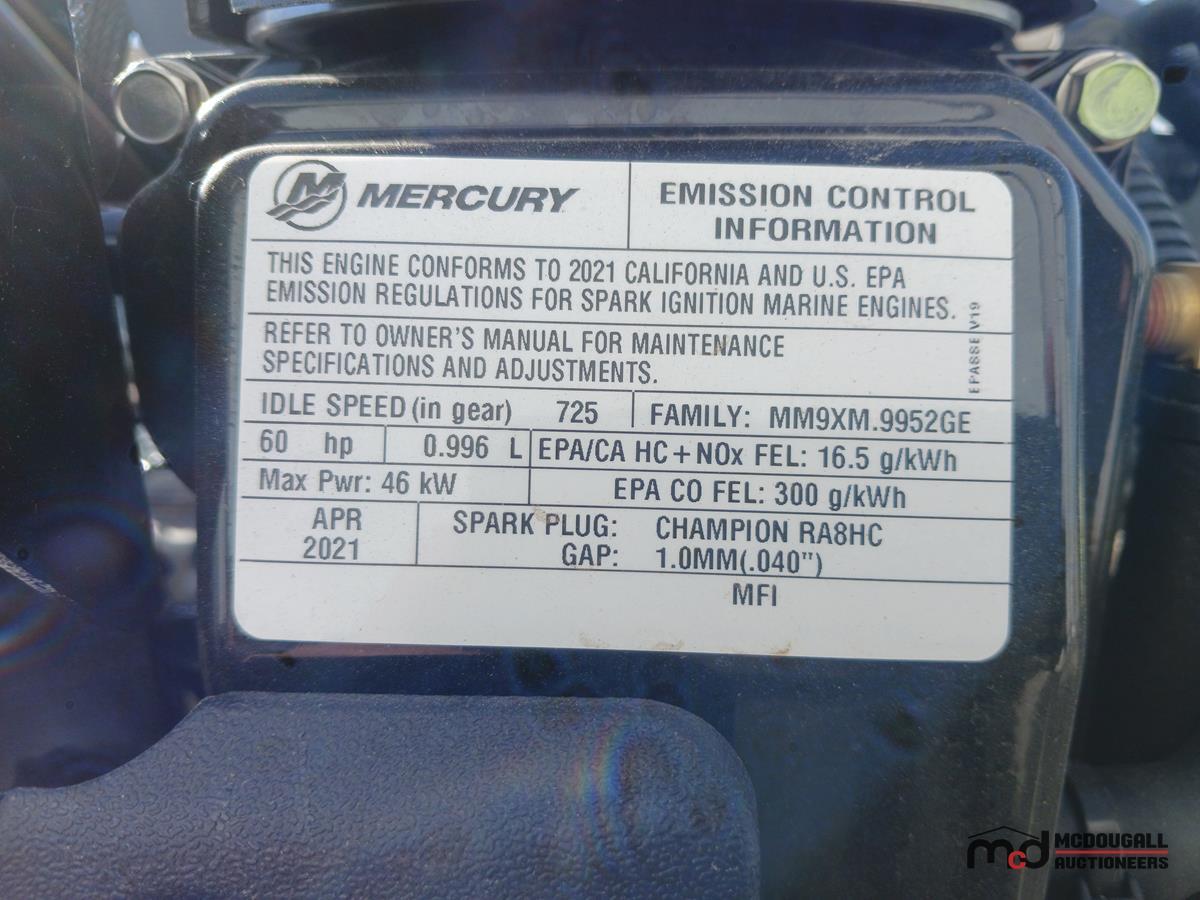 MERCURY
EMISSION CONTROL
INFORMATION
THIS ENGINE CONFORMS TO 2021 CALIFORNIA AND U.S. EPA
EMISSION REGULATIONS FOR SPARK IGNITION MARINE ENGINES.
REFER TO OWNER'S MANUAL FOR MAINTENANCE
SPECIFICATIONS AND ADJUSTMENTS.
EPA88E V19
IDLE SPEED (in gear) 725
FAMILY: MM9XM.9952GE
60 hp
0.996 L
EPA/CA HC+NOx FEL: 16.5 g/kWh
Max Pwr: 46 kW
EPA CO FEL: 300 g/kWh
APR
2021
SPARK PLUG: CHAMPION RA8HC
GAP: 1.0MM(.040")
MFI
mcd MCDOUGALL
AUCTIONEERS